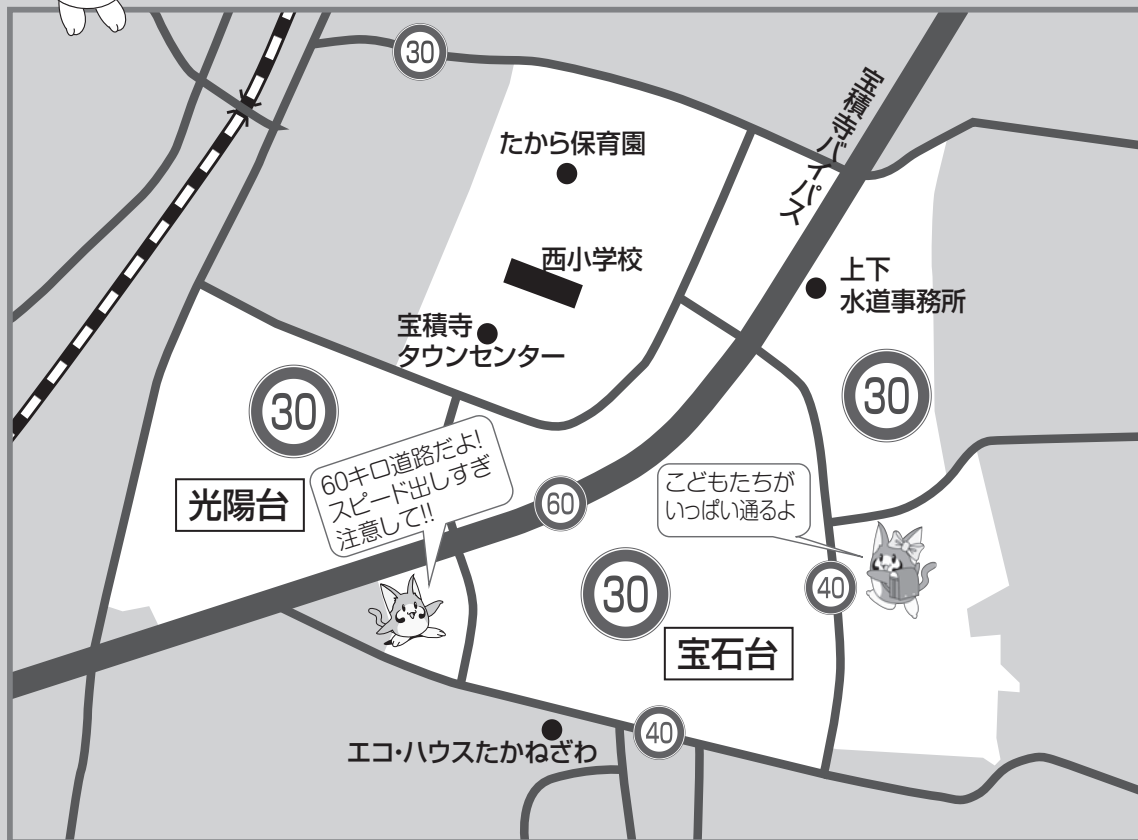 30
宝積寺バイパス
たから保育園
西小学校
上下
水道事務所
宝積寺
タウンセンター
30
30
60キロ道路だよ!
スピード出しすぎ
注意して!!
光陽台
60
こどもたちが
いっぱい通るよ
30
40
宝石台
40
エコ・ハウスたかねざわ